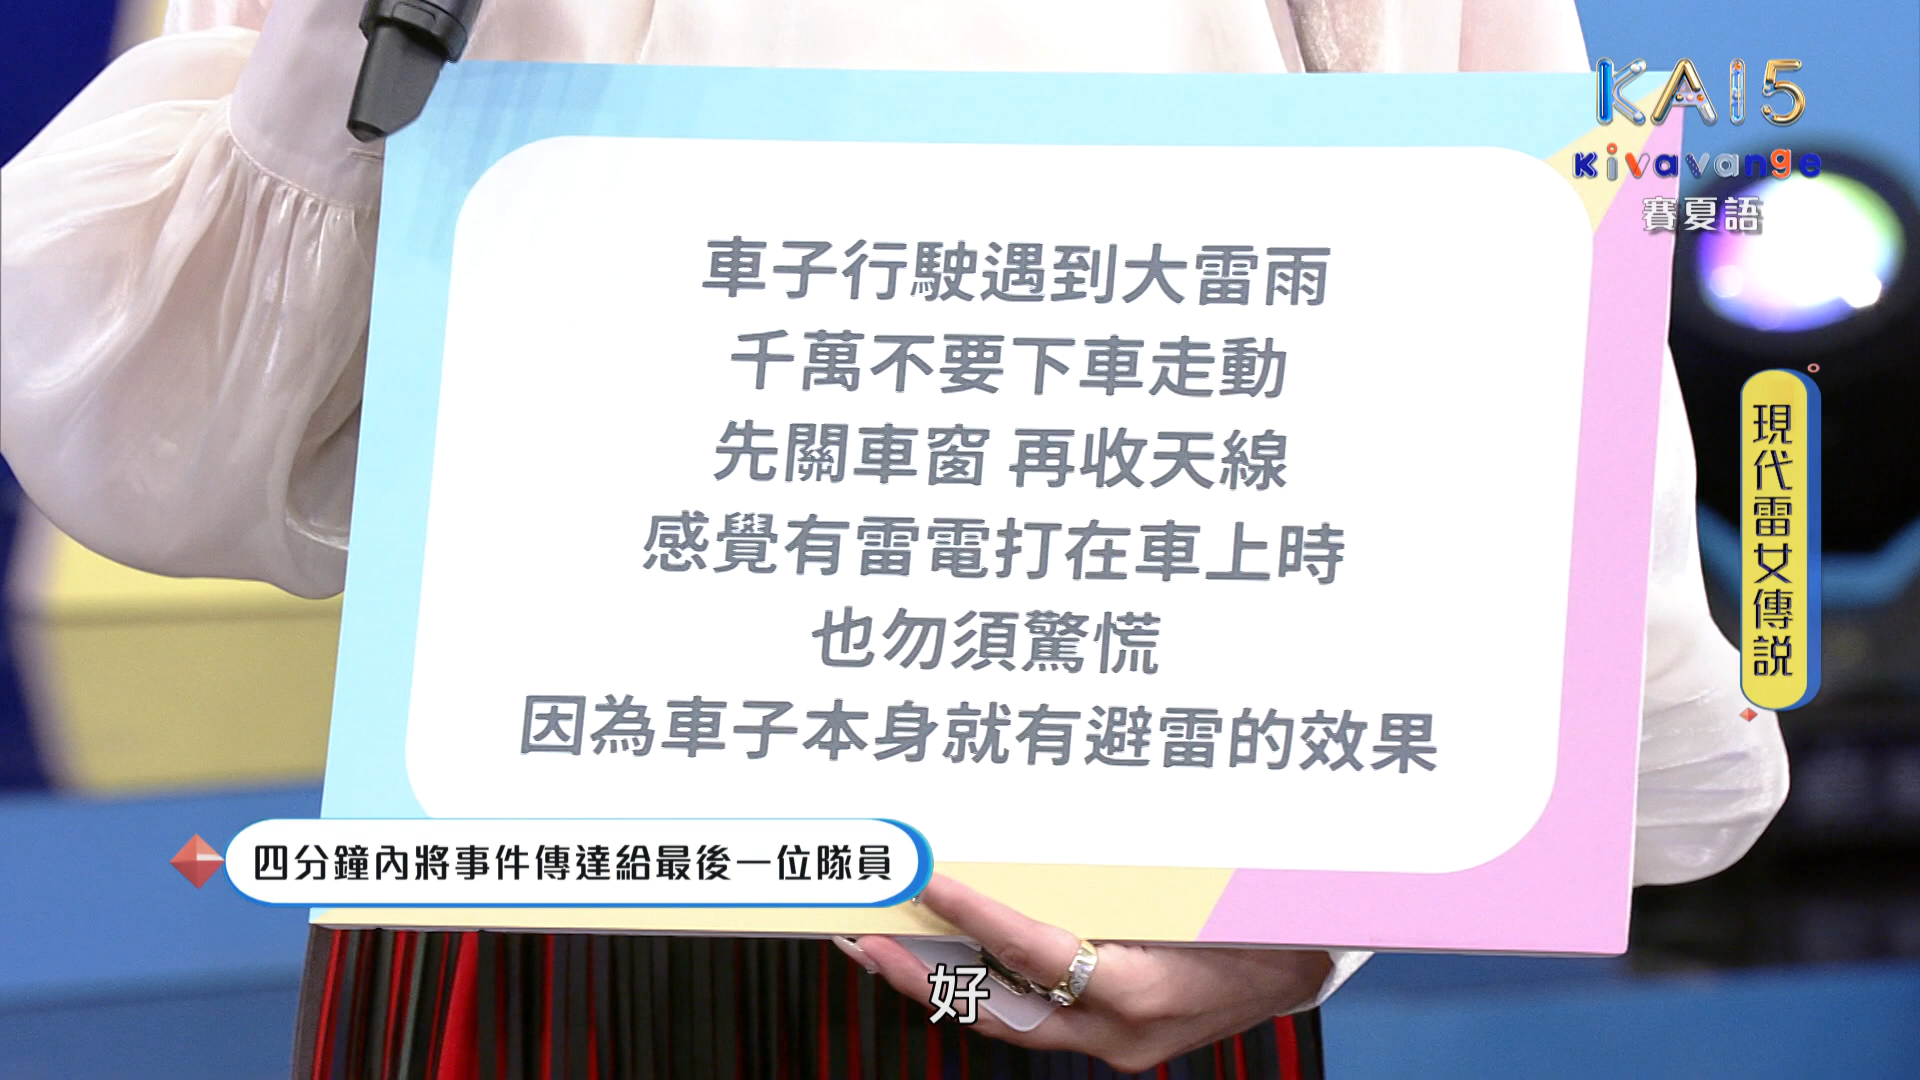 KAI5
Kivavange
賽夏語
車子行駛遇到大雷雨
千萬不要下車走動
先關車窗 再收天線
感覺有雷電打在車上時
也勿須驚慌
因為車子本身就有避雷的效果
現代雷女傳說
四分鐘內將事件傳達給最後一位隊員
好